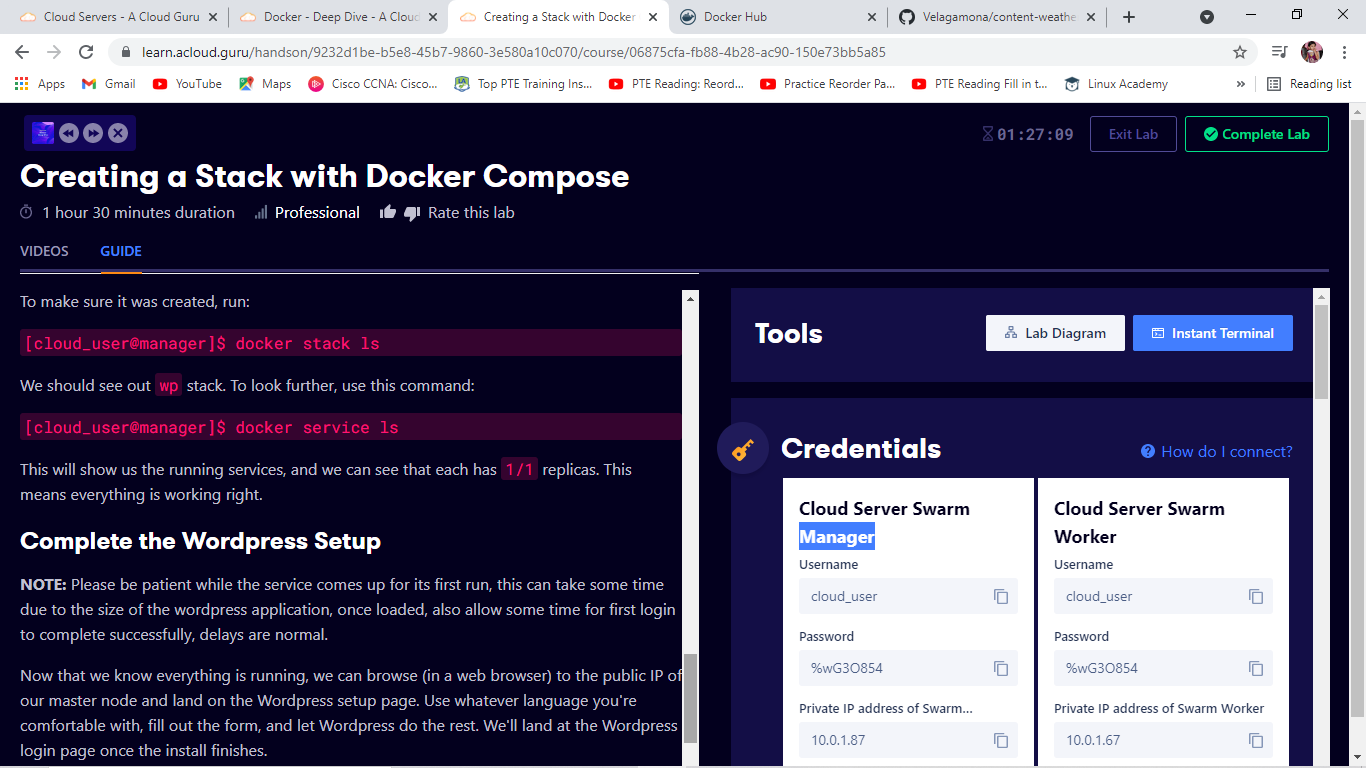 Cloud Servers - A Cloud Guru
Docker - Deep Dive - A Cloud
Creating a Stack with Docker
Docker Hub
Velagamona/content-weathe
learn.acloud.guru/handson/9232d1be-b5e8-45b7-9860-3e580a10c070/course/06875cfa-fb88-4b28-ac90-150e73bb5a85
Apps
Gmail
YouTube
Maps
Cisco CCNA: Cisco...
Top PTE Training Ins...
PTE Reading: Reord...
Practice Reorder Pa...
PTE Reading Fill in t...
Linux Academy
»
Reading list
01:27:09
Exit Lab
Complete Lab
Creating a Stack with Docker Compose
1 hour 30 minutes duration
Professional
Rate this lab
VIDEOS
GUIDE
To make sure it was created, run:
[cloud_user@manager]$ docker stack ls
We should see out wp stack. To look further, use this command:
[cloud_user@manager]$ docker service ls
This will show us the running services, and we can see that each has 1/1 replicas. This
means everything is working right.
Complete the Wordpress Setup
NOTE: Please be patient while the service comes up for its first run, this can take some time
due to the size of the wordpress application, once loaded, also allow some time for first login
to complete successfully, delays are normal.
Now that we know everything is running, we can browse (in a web browser) to the public IP of
our master node and land on the Wordpress setup page. Use whatever language you're
comfortable with, fill out the form, and let Wordpress do the rest. We'll land at the Wordpress
login page once the install finishes.
Tools
Lab Diagram
Instant Terminal
Credentials
How do I connect?
Cloud Server Swarm
Manager
Username
cloud_user
Password
%wG3O854
Private IP address of Swarm...
10.0.1.87
Cloud Server Swarm
Worker
Username
cloud_user
Password
%wG3O854
Private IP address of Swarm Worker
10.0.1.67